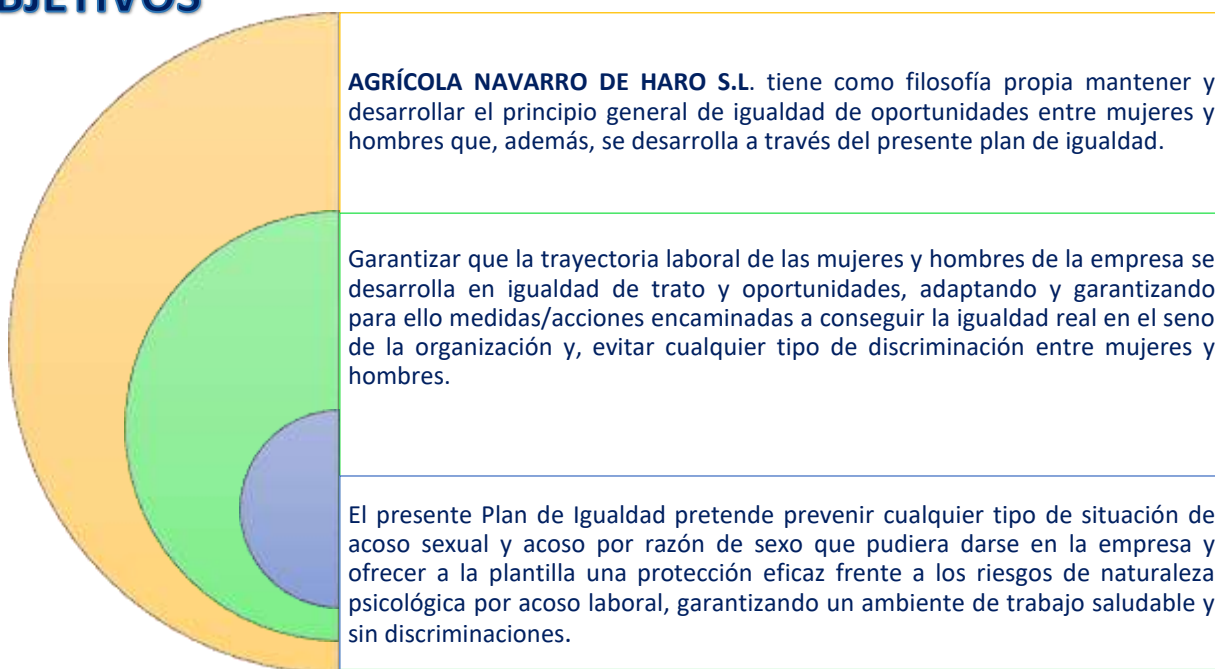 BJETIVOS
AGRÍCOLA NAVARRO DE HARO S.L. tiene como filosofía propia mantener y
desarrollar el principio general de igualdad de oportunidades entre mujeres y
hombres que, además, se desarrolla a través del presente plan de igualdad.
Garantizar que la trayectoria laboral de las mujeres y hombres de la empresa se
desarrolla en igualdad de trato y oportunidades, adaptando y garantizando
para ello medidas/acciones encaminadas a conseguir la igualdad real en el seno
de la organización y, evitar cualquier tipo de discriminación entre mujeres y
hombres.
El presente Plan de Igualdad pretende prevenir cualquier tipo de situación de
acoso sexual y acoso por razón de sexo que pudiera darse en la empresa y
ofrecer a la plantilla una protección eficaz frente a los riesgos de naturaleza
psicológica por acoso laboral, garantizando un ambiente de trabajo saludable y
sin discriminaciones.